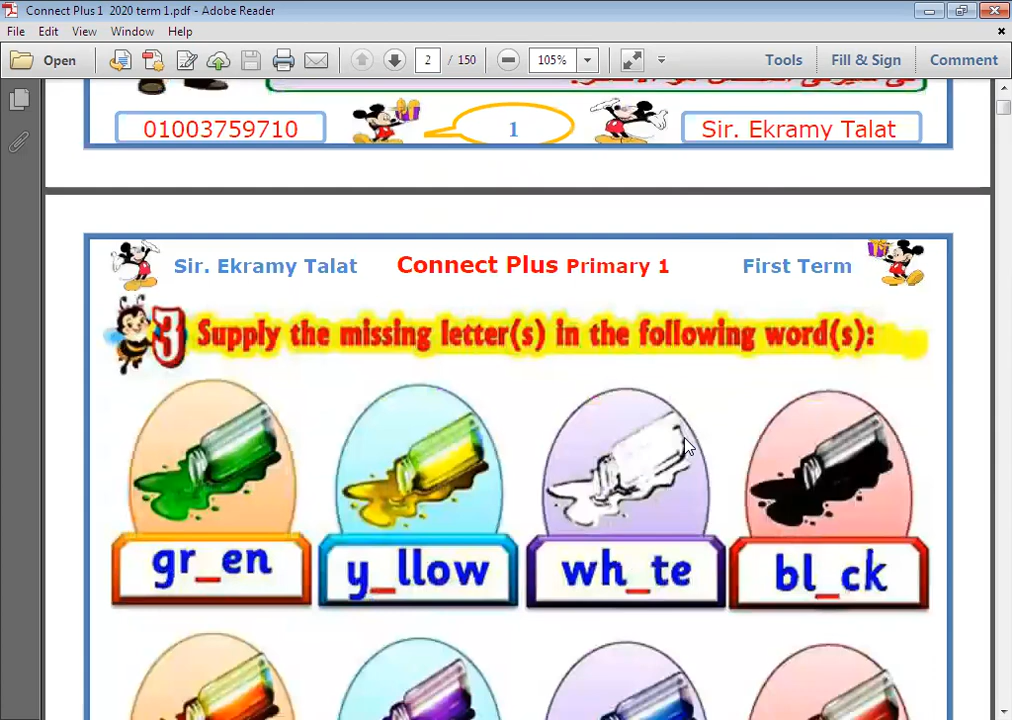 Connect Plus 1 2020 term 1.pdf - Adobe Reader
File Edit View Window Help
Open 2 / 150 105% Tools Fill & Sign Comment
01003759710 1 Sir. Ekramy Talat
Sir. Ekramy Talat Connect Plus Primary 1 First Term
3 Supply the missing letter(s) in the following word(s):
gr_en y_llow wh_te bl_ck